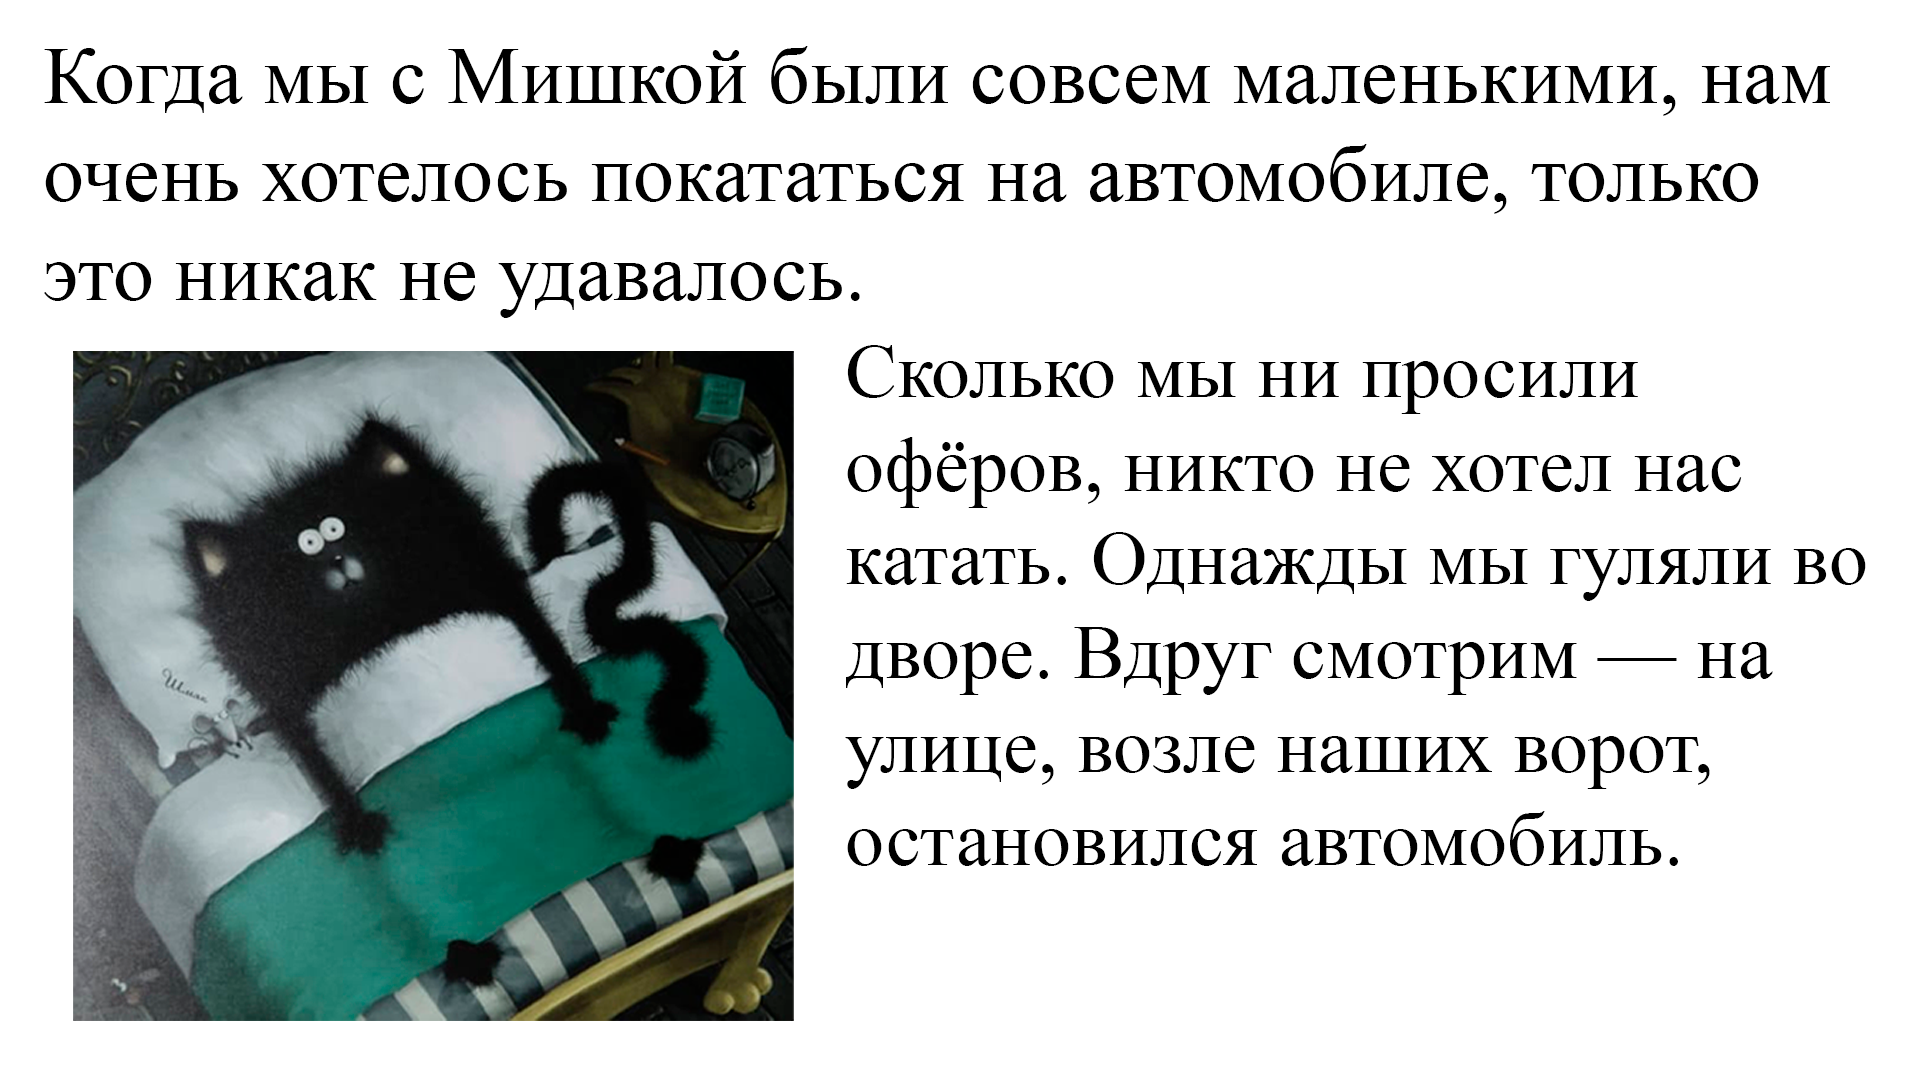 Когда мы с Мишкой были совсем маленькими, нам
очень хотелось покататься на автомобиле, только
это никак не удавалось.
Сколько мы ни просили
офёров, никто не хотел нас
катать. Однажды мы гуляли во
дворе. Вдруг смотрим — на
улице, возле наших ворот,
остановился автомобиль.
Шмяк